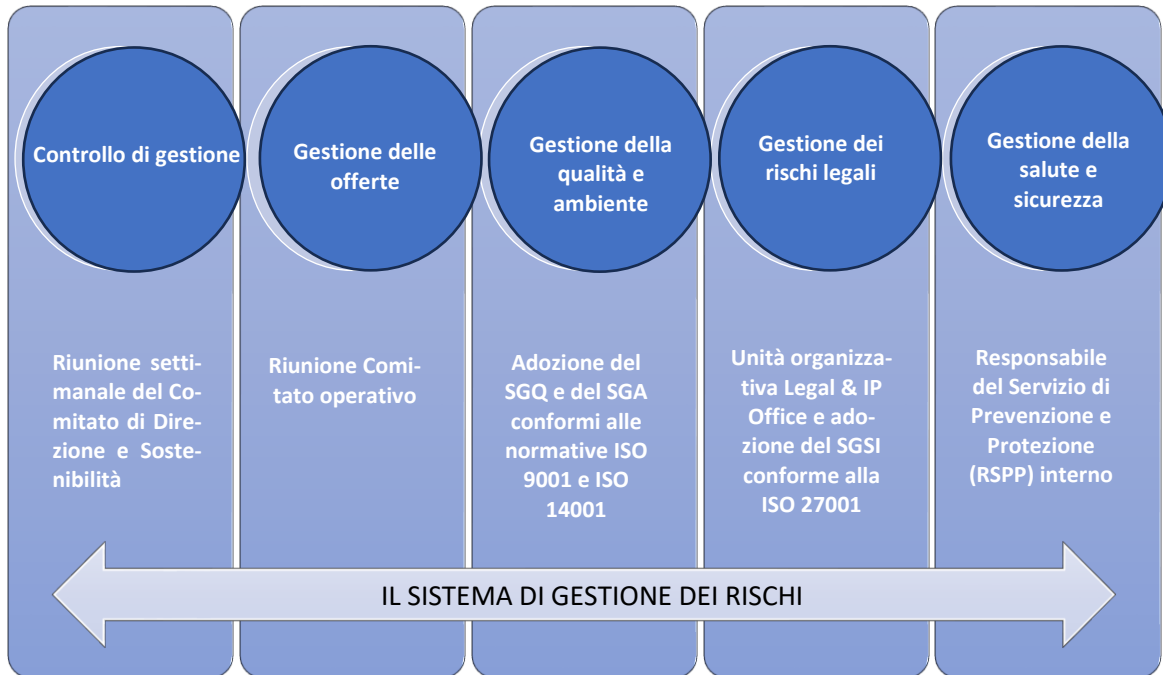 Controllo di gestione
Gestione delle
offerte
Gestione della
qualità e
ambiente
Gestione dei
rischi legali
Gestione della
salute e
sicurezza
Riunione setti-
manale del Co-
mitato di Dire-
zione e Soste-
nibilità
Riunione Comi-
tato operativo
Adozione del
SGQ e del SGA
conformi alle
normative ISO
9001 e ISO
14001
Unità organizza-
tiva Legal & IP
Office e ado-
zione del SGSI
conforme alla
ISO 27001
Responsabile
del Servizio di
Prevenzione e
Protezione
(RSPP) interno
IL SISTEMA DI GESTIONE DEI RISCHI